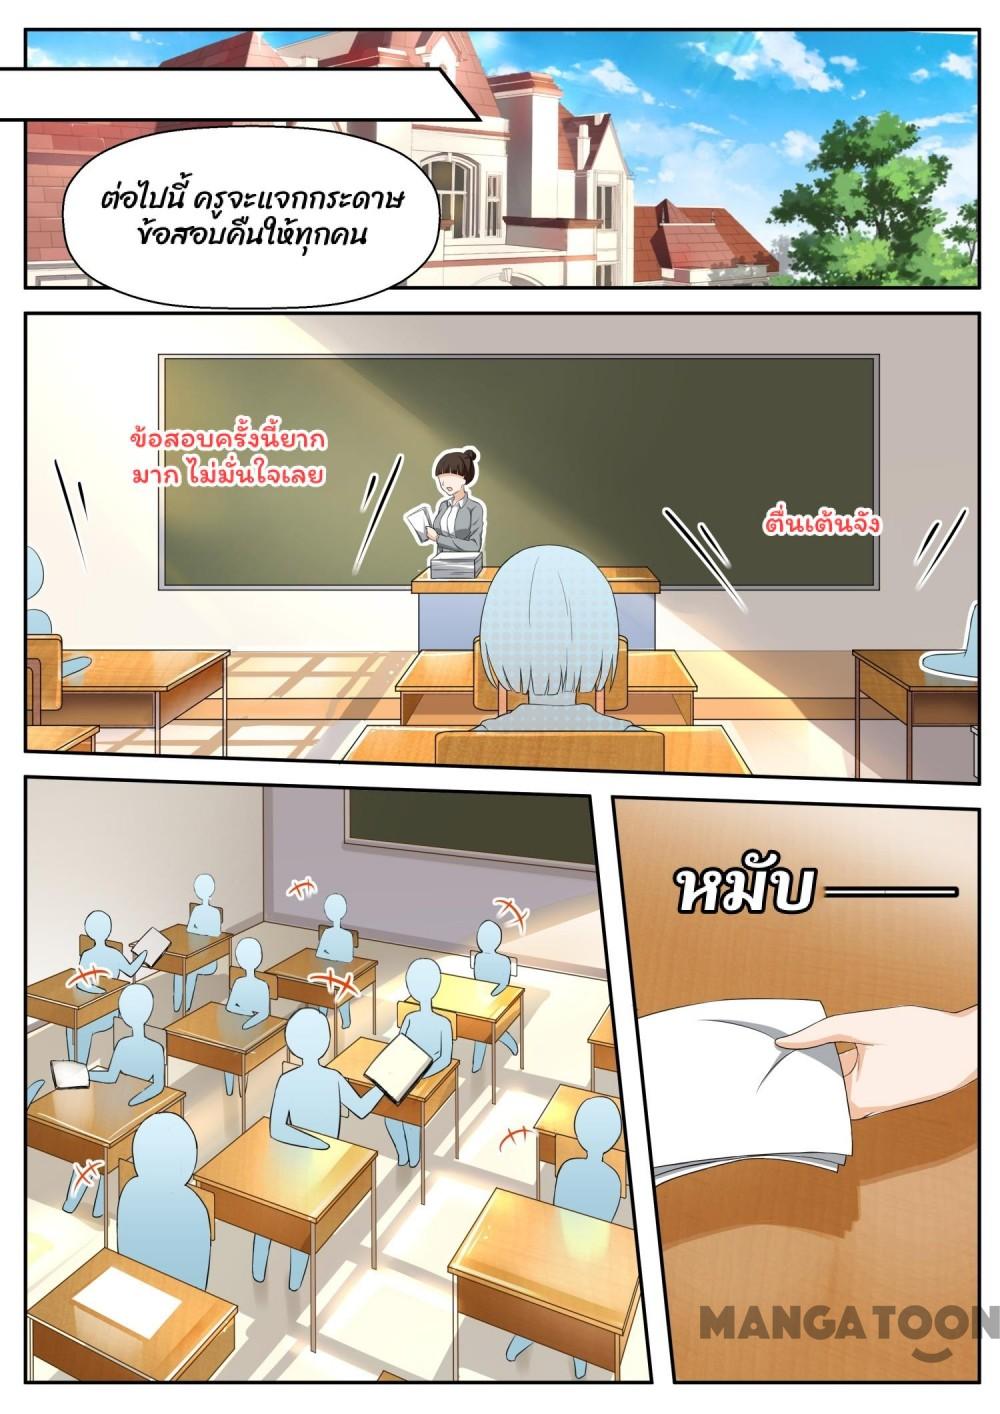 ต่อไปนี้ ครูจะแจกกระดาษ
ข้อสอบคืนให้ทุกคน
ข้อสอบครั้งนี้ยาก
มาก ไม่มั่นใจเลย
ตื่นเต้นจัง
หมับ
MANGATOON